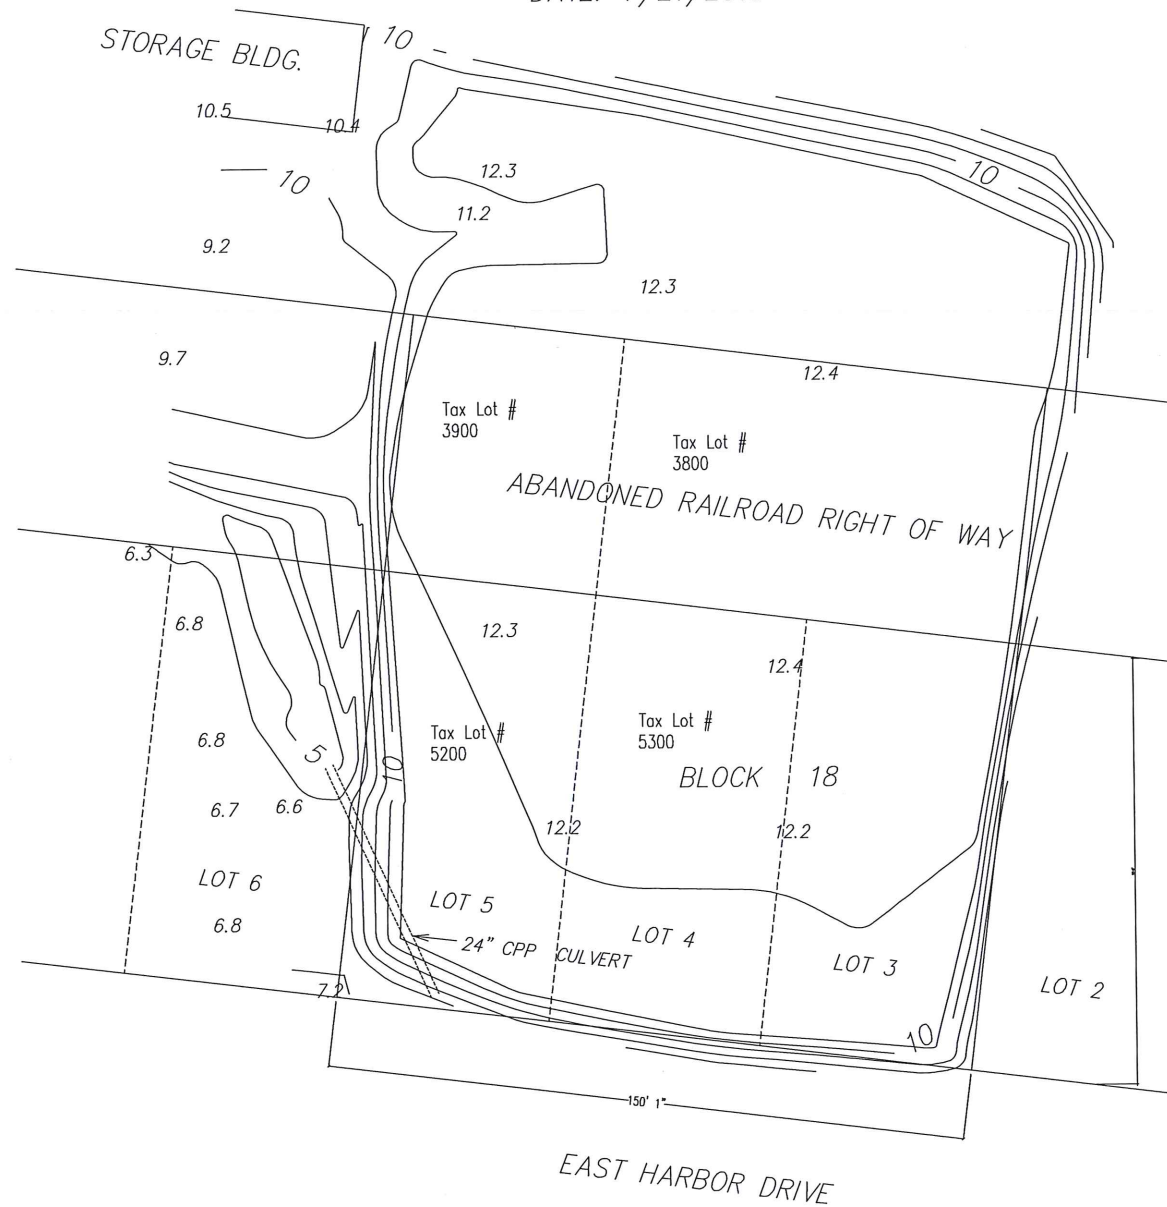 10
STORAGE BLDG.
10.5
10.4
10
12.3
10
11.2
9.2
12.3
9.7
12.4
Tax Lot #
3900
Tax Lot #
3800
ABANDONED RAILROAD RIGHT OF WAY
6.3
6.8
12.3
12.4
Tax Lot #
5200
Tax Lot #
5300
6.8
5
10
BLOCK 18
6.7
6.6
12.2
12.2
LOT 6
LOT 5
6.8
LOT 4
24" CPP CULVERT
LOT 3
LOT 2
7.2
10
150' 1"
EAST HARBOR DRIVE